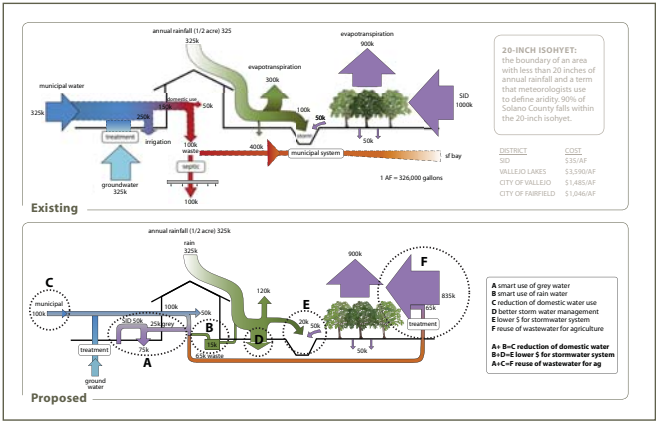 annual rainfall (1/2 acre) 325
325k
evapotranspiration
900k
evapotranspiration
300k
municipal water
325k
domestic use
150k
50k
250k
treatment
irrigation
groundwater
325k
100k
waste
septic
100k
400k
100k
storm
50k
municipal system
sf bay
50k
SID
1000k
1 AF = 326,000 gallons
20-INCH ISOHYET:
the boundary of an area
with less than 20 inches of
annual rainfall and a term
that meteorologists use
to define aridity. 90% of
Solano County falls within
the 20-inch isohyet.
DISTRICT COST
SID $35/AF
VALLEJO LAKES $3,590/AF
CITY OF VALLEJO $1,485/AF
CITY OF FAIRFIELD $1,046/AF
Existing
annual rainfall (1/2 acre) 325k
rain
325k
C
municipal
100k
100k
50k
SID 50k
25k grey
75k
A
treatment
ground
water
B
15k
65k waste
120k
D
E
20k
50k
900k
50k
F
835k
65k
treatment
A smart use of grey water
B smart use of rain water
C reduction of domestic water use
D better storm water management
E lower $ for stormwater system
F reuse of wastewater for agriculture
A+ B=C reduction of domestic water
B+D=E lower $ for stormwater system
A+C=F reuse of wastewater for ag
Proposed